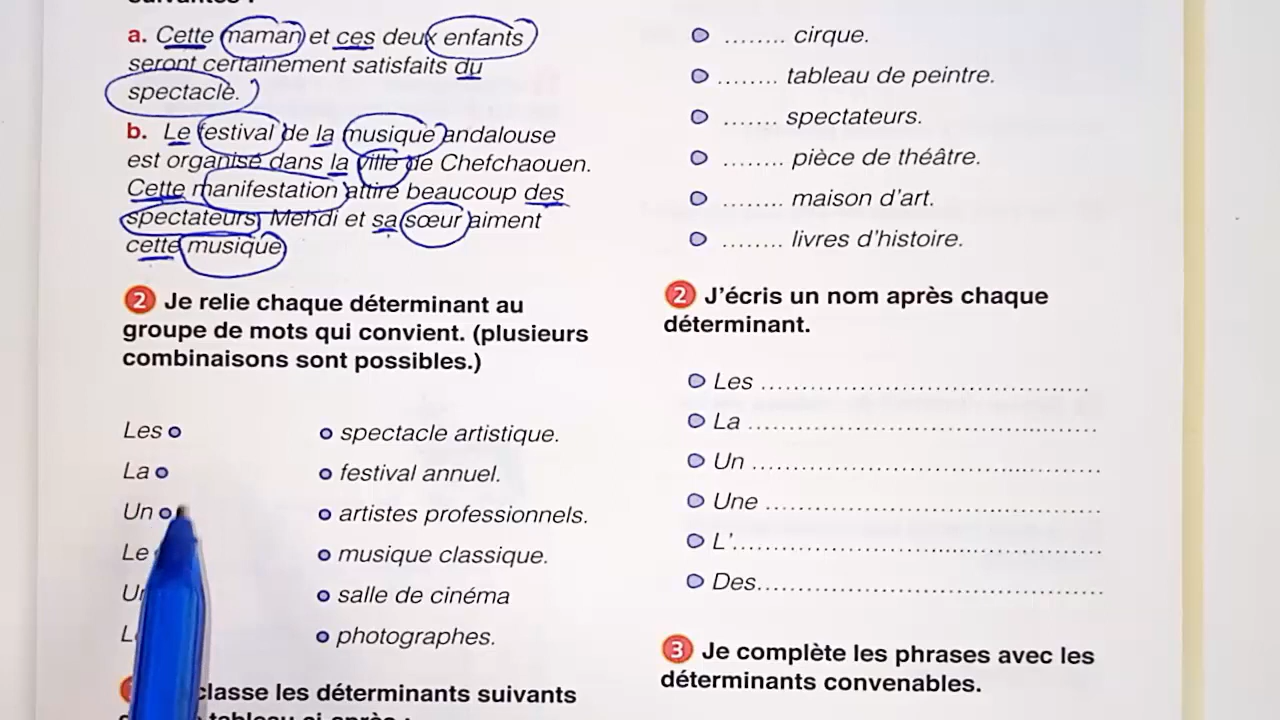 a. Cette maman et ces deux enfants
seront certainement satisfaits du
spectacle.
b. Le festival de la musique andalouse
est organisé dans la ville de Chefchaouen.
Cette manifestation attire beaucoup des
spectateurs. Mehdi et sa sœur aiment
cette musique
2 Je relie chaque déterminant au
groupe de mots qui convient. (plusieurs
combinaisons sont possibles.)
Les spectacle artistique.
La festival annuel.
Un artistes professionnels.
Le musique classique.
salle de cinéma
photographes.
classe les déterminants suivants
........ cirque.
........ tableau de peintre.
....... spectateurs.
........ pièce de théâtre.
........ maison d'art.
........ livres d'histoire.
2 J'écris un nom après chaque
déterminant.
Les ........................................
La ..........................................
Un ..........................................
Une ........................................
L'............................................
Des..........................................
3 Je complète les phrases avec les
déterminants convenables.